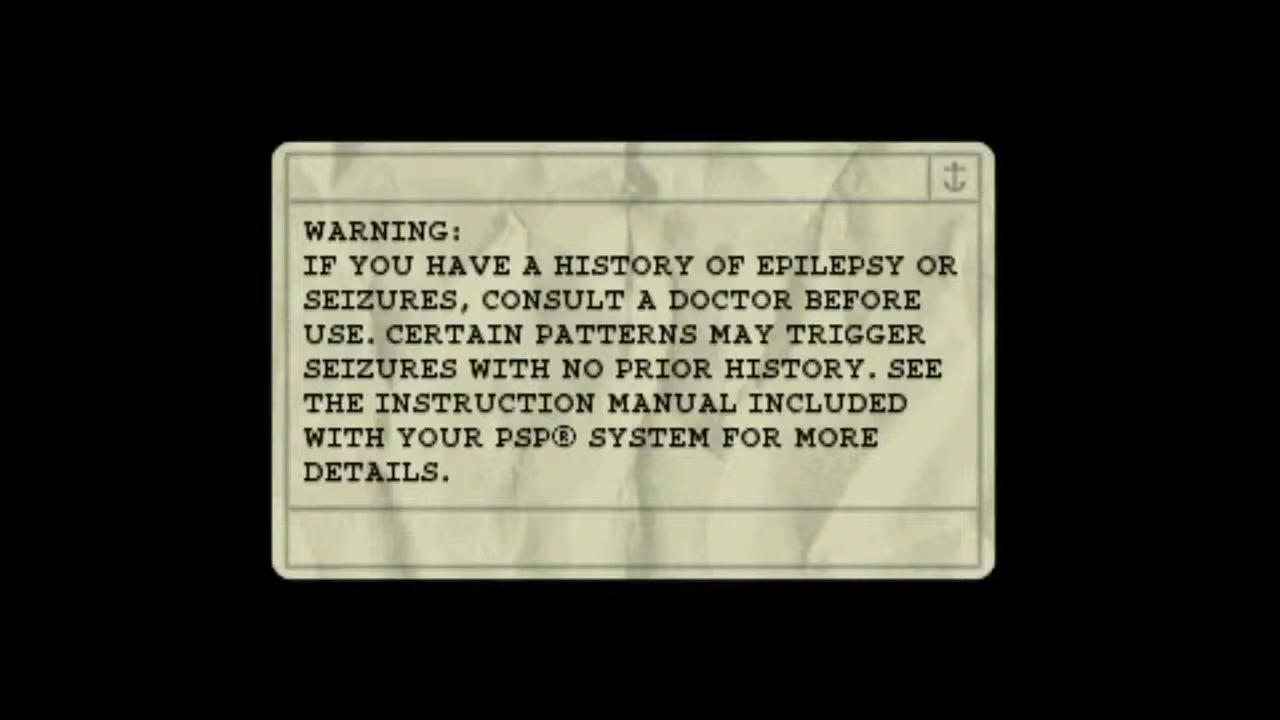 WARNING:
IF YOU HAVE A HISTORY OF EPILEPSY OR
SEIZURES, CONSULT A DOCTOR BEFORE
USE. CERTAIN PATTERNS MAY TRIGGER
SEIZURES WITH NO PRIOR HISTORY. SEE
THE INSTRUCTION MANUAL INCLUDED
WITH YOUR PSP® SYSTEM FOR MORE
DETAILS.